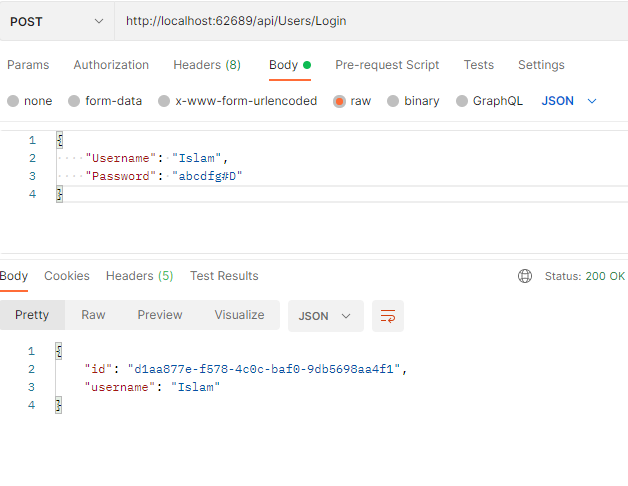 POST http://localhost:62689/api/Users/Login
Params Authorization Headers (8) Body Pre-request Script Tests Settings
none form-data x-www-form-urlencoded raw binary GraphQL JSON
1 {
2 "Username": "Islam",
3 "Password": "abcdfg#D"
4 }
Body Cookies Headers (5) Test Results Status: 200 OK
Pretty Raw Preview Visualize JSON
1 {
2 "id": "d1aa877e-f578-4c0c-baf0-9db5698aa4f1",
3 "username": "Islam"
4 }